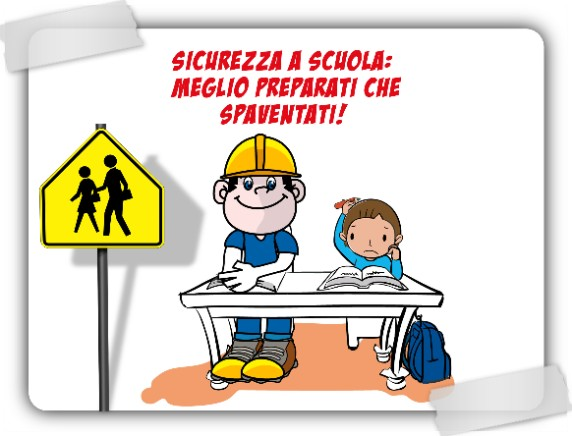 SICUREZZA A SCUOLA:
MEGLIO PREPARATI CHE
SPAVENTATI!